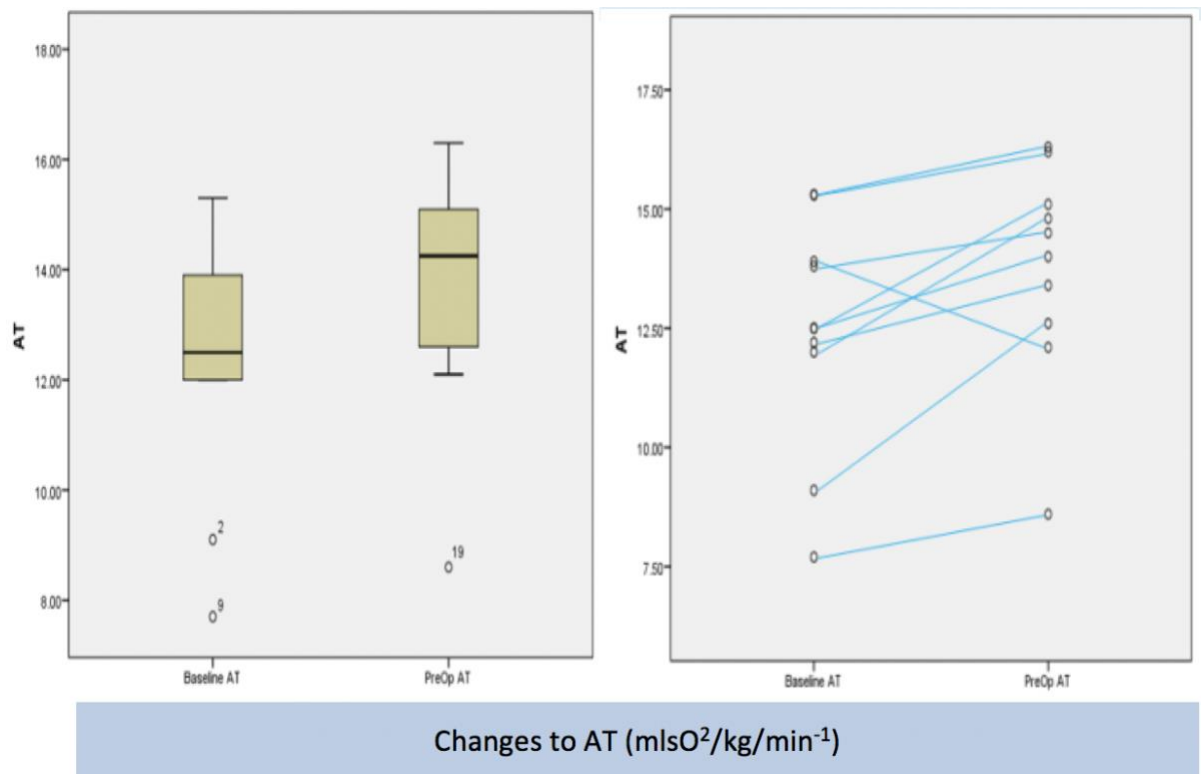 18.00
16.00
14.00
12.00
10.00
8.00
AT
2
9
19
Baseline AT
PreOp AT
17.50
15.00
12.50
10.00
7.50
AT
Baseline AT
PreOp AT
Changes to AT (mlsO²/kg/min⁻¹)